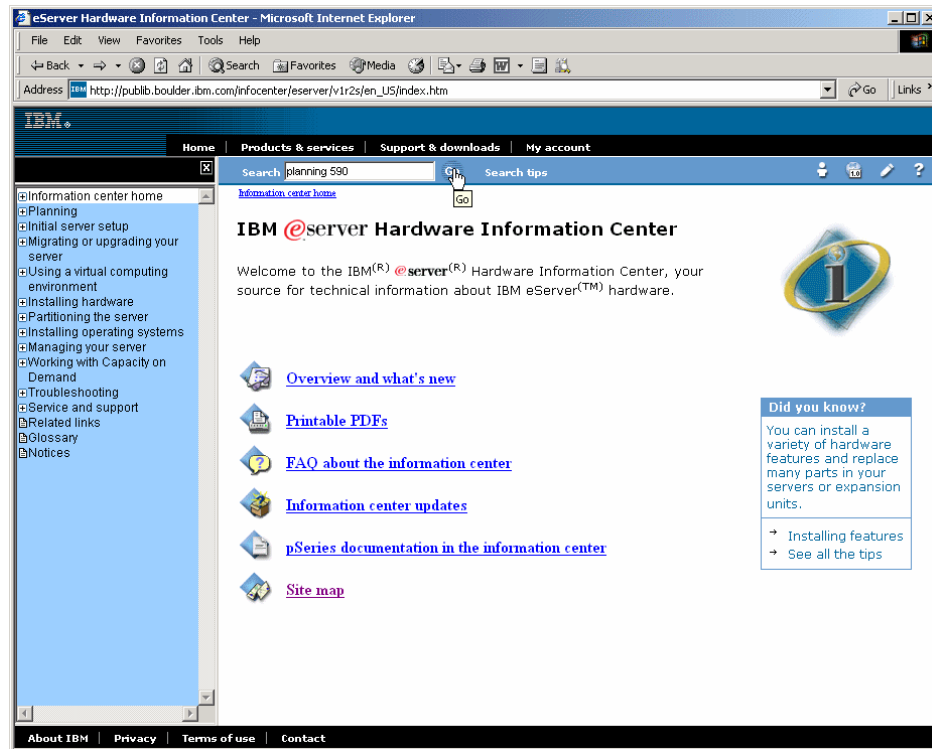 eServer Hardware Information Center - Microsoft Internet Explorer
File Edit View Favorites Tools Help
Back Search Favorites Media
Address http://publib.boulder.ibm.com/infocenter/eserver/v1r2s/en_US/index.htm Go Links
IBM
Home | Products & services | Support & downloads | My account
Search planning 590 Go Search tips
Go
Information center home
Information center home
Planning
Initial server setup
Migrating or upgrading your
server
Using a virtual computing
environment
Installing hardware
Partitioning the server
Installing operating systems
Managing your server
Working with Capacity on
Demand
Troubleshooting
Service and support
Related links
Glossary
Notices
IBM eserver Hardware Information Center
Welcome to the IBM(R) eserver(R) Hardware Information Center, your
source for technical information about IBM eServer(TM) hardware.
Overview and what's new
Printable PDFs
FAQ about the information center
Information center updates
pSeries documentation in the information center
Site map
Did you know?
You can install a
variety of hardware
features and replace
many parts in your
servers or expansion
units.
→ Installing features
→ See all the tips
About IBM | Privacy | Terms of use | Contact